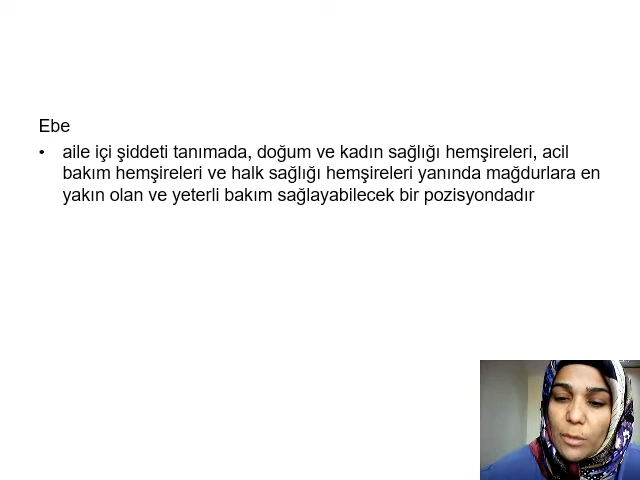 Ebe
• aile içi şiddeti tanımada, doğum ve kadın sağlığı hemşireleri, acil
bakım hemşireleri ve halk sağlığı hemşireleri yanında mağdurlara en
yakın olan ve yeterli bakım sağlayabilecek bir pozisyondadır